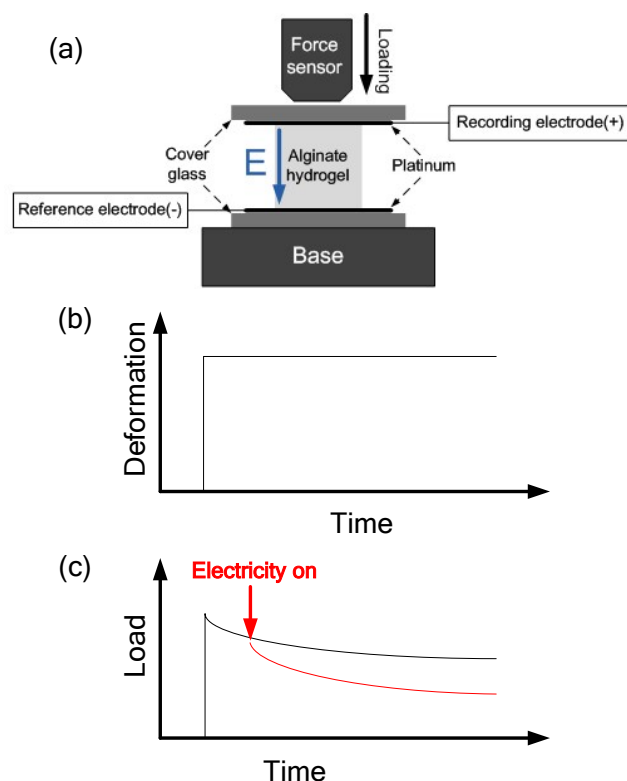 (a)
Force
sensor
Loading
Recording electrode(+)
Cover
glass
E
Alginate
hydrogel
Platinum
Reference electrode(-)
Base
(b)
Deformation
Time
(c)
Electricity on
Load
Time